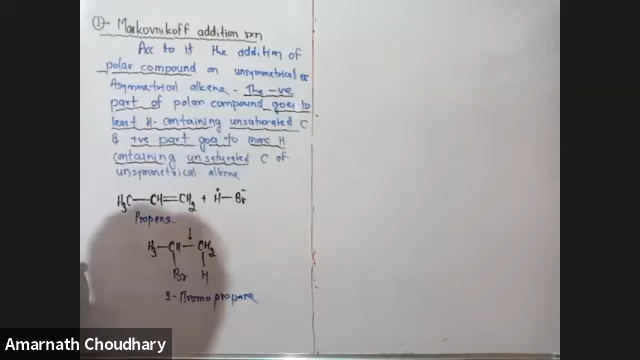 ① - Markovnikoff addition rxn
Acc to it the addition of
polar compound on unsymmetrical or
Asymmetrical alkene - The -ve
part of polar compound goes to
least H- containing unsaturated C
& +ve part goes to more H
containing unsaturated C of
unsymmetrical alkene
H₃C—CH=CH₂ + H⁺—Br⁻
Propene
↓
H₃—CH—CH₂
Br H
2-Bromopropane
Amarnath Choudhary